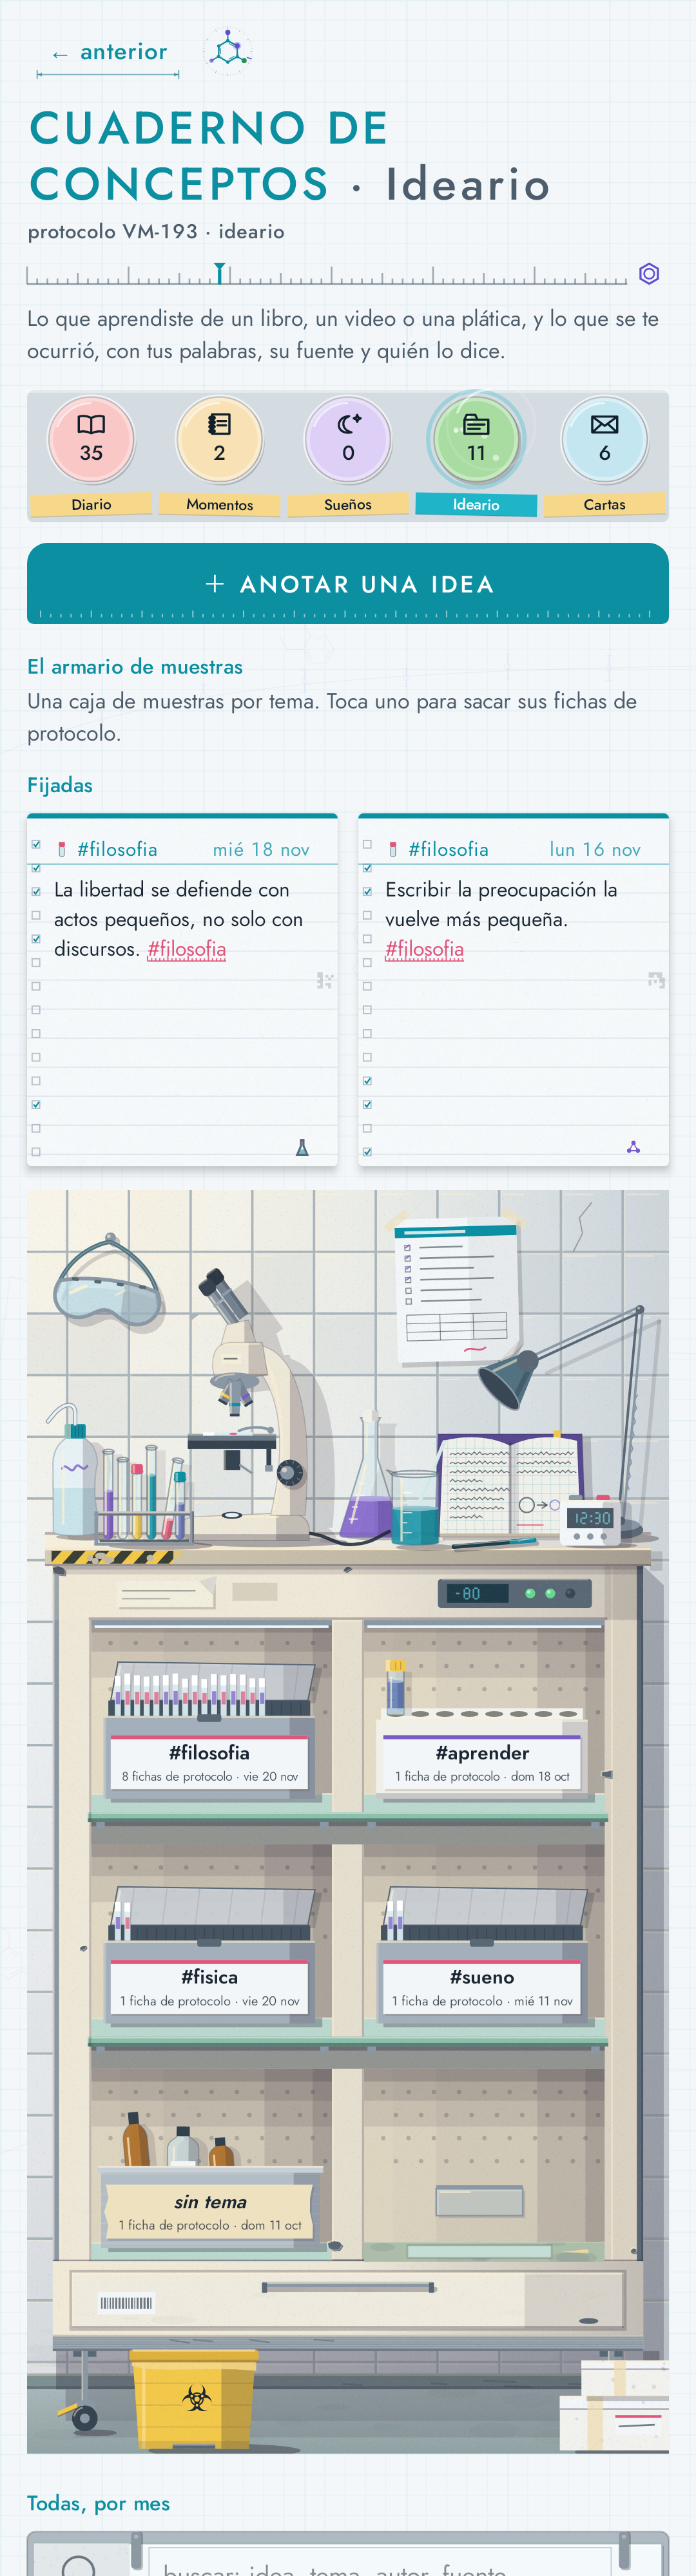 ← anterior
CUADERNO DE
CONCEPTOS · Ideario
protocolo VM-193 · ideario
Lo que aprendiste de un libro, un video o una plática, y lo que se te
ocurrió, con tus palabras, su fuente y quién lo dice.
35
2
0
11
6
Diario
Momentos
Sueños
Ideario
Cartas
+ ANOTAR UNA IDEA
El armario de muestras
Una caja de muestras por tema. Toca uno para sacar sus fichas de
protocolo.
Fijadas
#filosofia mié 18 nov
La libertad se defiende con
actos pequeños, no solo con
discursos. #filosofia
#filosofia lun 16 nov
Escribir la preocupación la
vuelve más pequeña.
#filosofia
12:30
-80
#filosofia
8 fichas de protocolo · vie 20 nov
#aprender
1 ficha de protocolo · dom 18 oct
#fisica
1 ficha de protocolo · vie 20 nov
#sueno
1 ficha de protocolo · mié 11 nov
sin tema
1 ficha de protocolo · dom 11 oct
Todas, por mes
buscar: idea, tema, autor, fuente